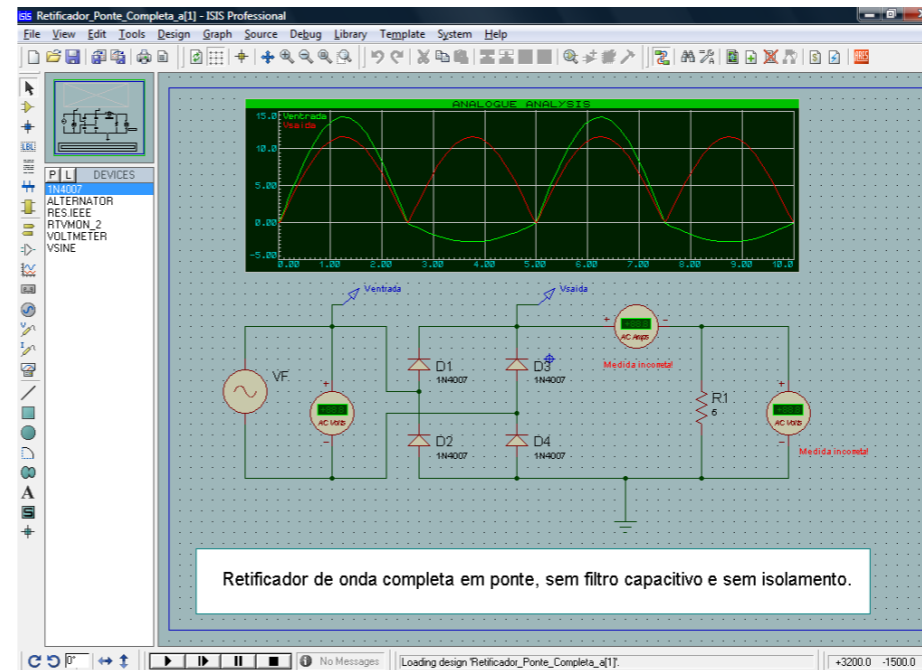 Retificador_Ponte_Completa_a[1] - ISIS Professional
File View Edit Tools Design Graph Source Debug Library Template System Help
ANALOGUE ANALYSIS
15.0
Ventrada
Vsaida
10.0
5.00
0.00
-5.00
0.00 1.00 2.00 3.00 4.00 5.00 6.00 7.00 8.00 9.00 10.0
LBL
P L DEVICES
1N4007
ALTERNATOR
RES.IEEE
RTVMON_2
VOLTMETER
VSINE
A
S
Ventrada
Vsaida
+
-
AC Amps
Medida incorreta!
VF
+
AC Volts
-
D1
1N4007
D3
1N4007
D2
1N4007
D4
1N4007
R1
6
+
AC Volts
-
Medida incorreta!
Retificador de onda completa em ponte, sem filtro capacitivo e sem isolamento.
0°
No Messages
Loading design 'Retificador_Ponte_Completa_a[1]'.
+3200.0 -1500.0